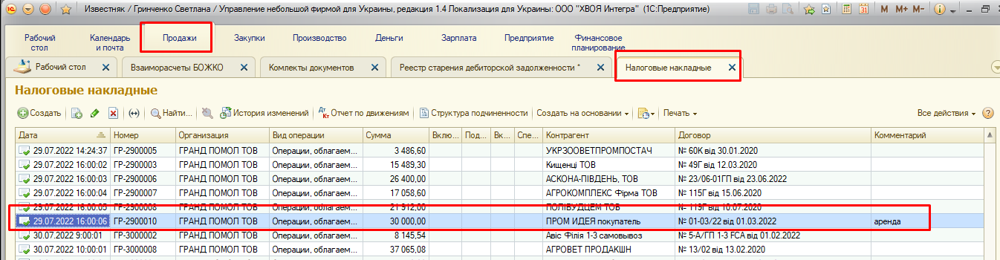 Известняк / Гринченко Светлана / Управление небольшой фирмой для Украины, редакция 1.4 Локализация для Украины: ООО "ХВОЯ Интегра" (1С:Предприятие)
M M+ M-
Рабочий стол Календарь и почта Продажи Закупки Производство Деньги Зарплата Предприятие Финансовое планирование
Рабочий стол Взаиморасчеты БОЖКО Комлекты документов Реестр старения дебиторской задолженности * Налоговые накладные
Налоговые накладные
Создать Найти... История изменений Дт Кт Отчет по движениям Структура подчиненности Создать на основании Печать Все действия
Дата Номер Организация Вид операции Сумма Вклю... Под... Вк... Спе... Контрагент Договор Комментарий
29.07.2022 14:24:37 ГР-2900005 ГРАНД ПОМОЛ ТОВ Операции, облагаем... 3 486,60 УКРЗООВЕТПРОМПОСТАЧ № 60К від 30.01.2020
29.07.2022 16:00:02 ГР-2900003 ГРАНД ПОМОЛ ТОВ Операции, облагаем... 15 489,30 Кищенці ТОВ № 49Г від 12.03.2020
29.07.2022 16:00:03 ГР-2900006 ГРАНД ПОМОЛ ТОВ Операции, облагаем... 26 400,00 АСКОНА-ПІВДЕНЬ, ТОВ № 23/06-01ГП від 23.06.2022
29.07.2022 16:00:04 ГР-2900007 ГРАНД ПОМОЛ ТОВ Операции, облагаем... 17 058,60 АГРОКОМПЛЕКС Фірма ТОВ № 115Г від 15.06.2020
29.07.2022 16:00:05 ГР-2900008 ГРАНД ПОМОЛ ТОВ Операции, облагаем... 21 912,00 ПОЛІБУДЦЕМ ТОВ № 119Г від 10.07.2020
29.07.2022 16:00:06 ГР-2900010 ГРАНД ПОМОЛ ТОВ Операции, облагаем... 30 000,00 ПРОМ ИДЕЯ покупатель № 01-03/22 від 01.03.2022 аренда
30.07.2022 9:00:01 ГР-3000002 ГРАНД ПОМОЛ ТОВ Операции, облагаем... 8 145,54 Авіс Філія 1-3 самовывоз № 5-А/ГП 1-3 FCA від 01.02.2022
30.07.2022 10:00:01 ГР-3000008 ГРАНД ПОМОЛ ТОВ Операции, облагаем... 37 065,08 АГРОВЕТ ПРОДАКШН № 13/02 від 13.02.2020